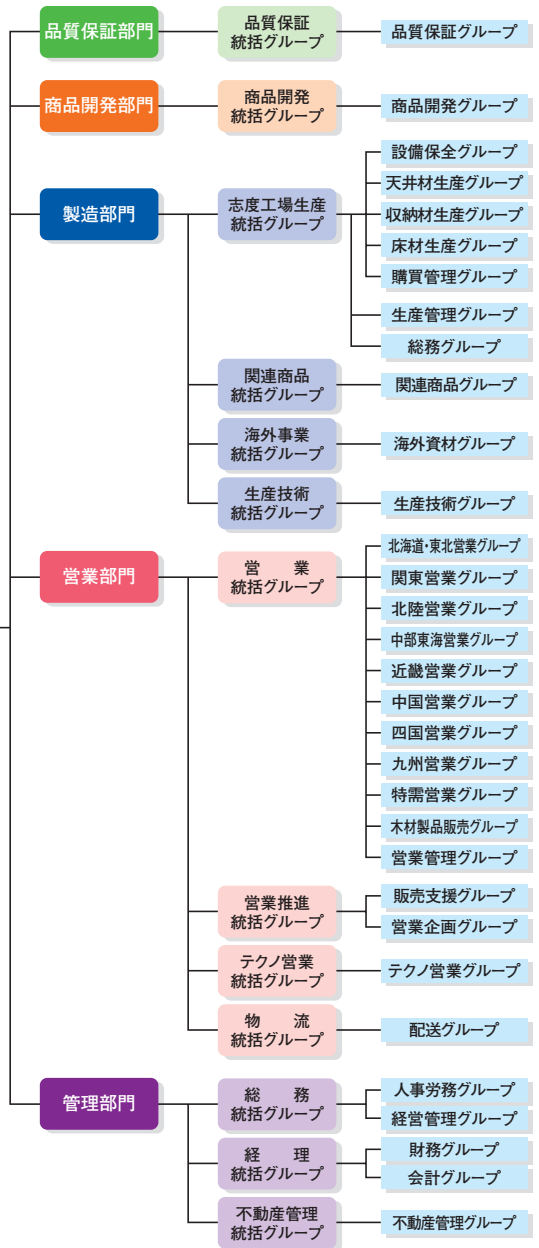 品質保証部門
品質保証
統括グループ
品質保証グループ
商品開発部門
商品開発
統括グループ
商品開発グループ
製造部門
志度工場生産
統括グループ
設備保全グループ
天井材生産グループ
収納材生産グループ
床材生産グループ
購買管理グループ
生産管理グループ
総務グループ
関連商品
統括グループ
関連商品グループ
海外事業
統括グループ
海外資材グループ
生産技術
統括グループ
生産技術グループ
営業部門
営　業
統括グループ
北海道・東北営業グループ
関東営業グループ
北陸営業グループ
中部東海営業グループ
近畿営業グループ
中国営業グループ
四国営業グループ
九州営業グループ
特需営業グループ
木材製品販売グループ
営業管理グループ
営業推進
統括グループ
販売支援グループ
営業企画グループ
テクノ営業
統括グループ
テクノ営業グループ
物　流
統括グループ
配送グループ
管理部門
総　務
統括グループ
人事労務グループ
経営管理グループ
経　理
統括グループ
財務グループ
会計グループ
不動産管理
統括グループ
不動産管理グループ